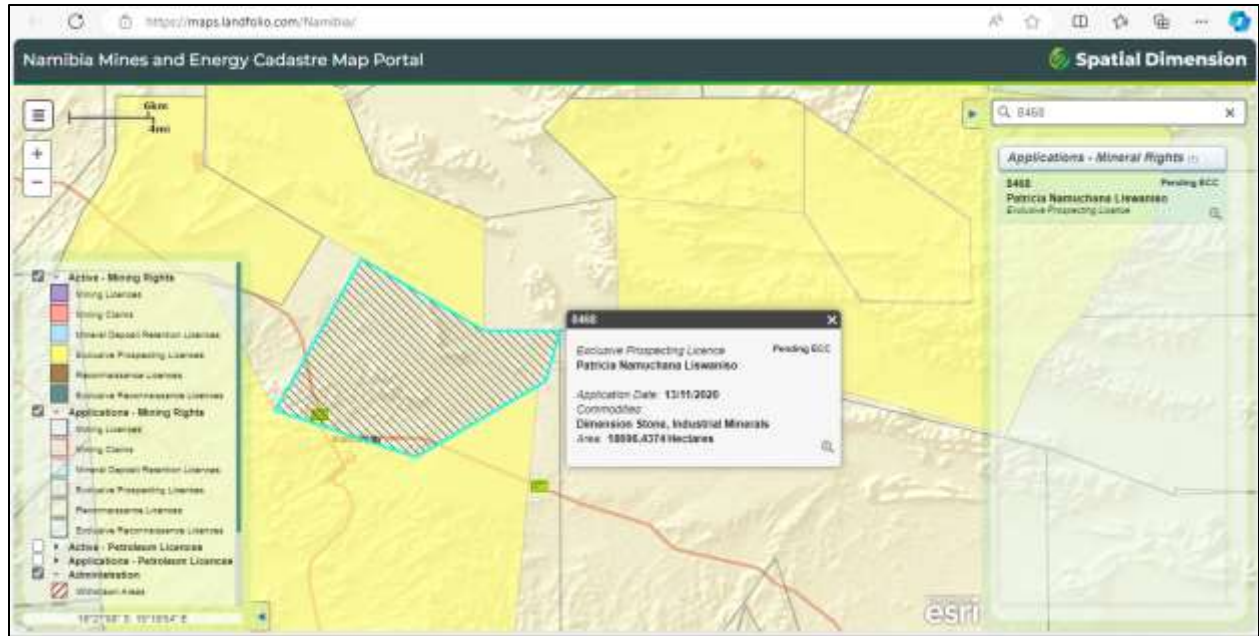 https://maps.landfolio.com/Namibia/
Namibia Mines and Energy Cadastre Map Portal
Spatial Dimension
6km
4mi
8468
Applications - Mineral Rights (1)
8468 Pending ECC
Patricia Namuchana Liswaniso
Exclusive Prospecting Licence
8468
Exclusive Prospecting Licence Pending ECC
Patricia Namuchana Liswaniso
Application Date: 13/11/2020
Commodities:
Dimension Stone, Industrial Minerals
Area: Hectares
Active - Mining Rights
Mining Licences
Mining Claims
Mineral Deposit Retention Licences
Exclusive Prospecting Licences
Reconnaissance Licences
Exclusive Reconnaissance Licences
Applications - Mining Rights
Mining Licences
Mining Claims
Mineral Deposit Retention Licences
Exclusive Prospecting Licences
Reconnaissance Licences
Exclusive Reconnaissance Licences
Active - Petroleum Licences
Applications - Petroleum Licences
Administration
Withdrawn Areas
esri